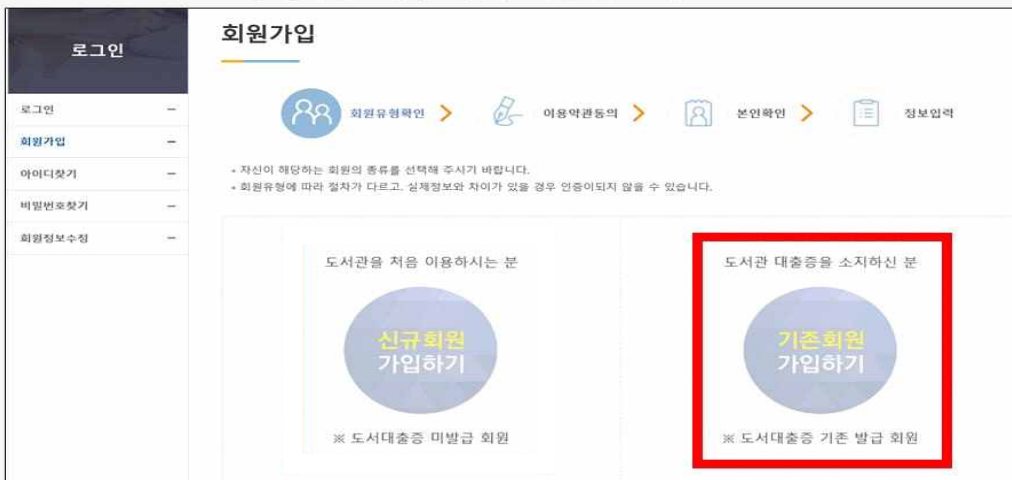 로그인
로그인
회원가입
아이디찾기
비밀번호찾기
회원정보수정
회원가입
회원유형확인
이용약관동의
본인확인
정보입력
자신이 해당하는 회원의 종류를 선택해 주시기 바랍니다.
회원유형에 따라 절차가 다르고, 실제정보와 차이가 있을 경우 인증이되지 않을 수 있습니다.
도서관을 처음 이용하시는 분
신규회원
가입하기
※ 도서대출증 미발급 회원
도서관 대출증을 소지하신 분
기존회원
가입하기
※ 도서대출증 기존 발급 회원